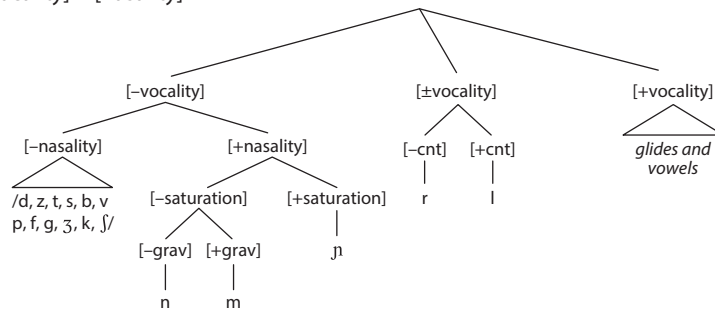 [–vocality] [±vocality] [+vocality]
[–nasality] [+nasality] [–cnt] [+cnt] glides and
vowels
/d, z, t, s, b, v
p, f, g, ʒ, k, ʃ/
[–saturation] [+saturation] r l
[–grav] [+grav] ɲ
n m